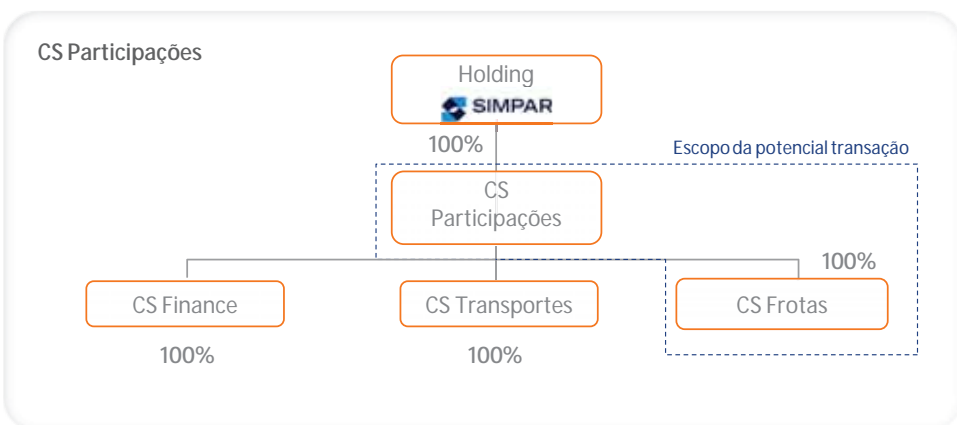 CS Participações
Holding
SIMPAR
100%
Escopo da potencial transação
CS
Participações
100%
CS Finance
CS Transportes
CS Frotas
100%
100%